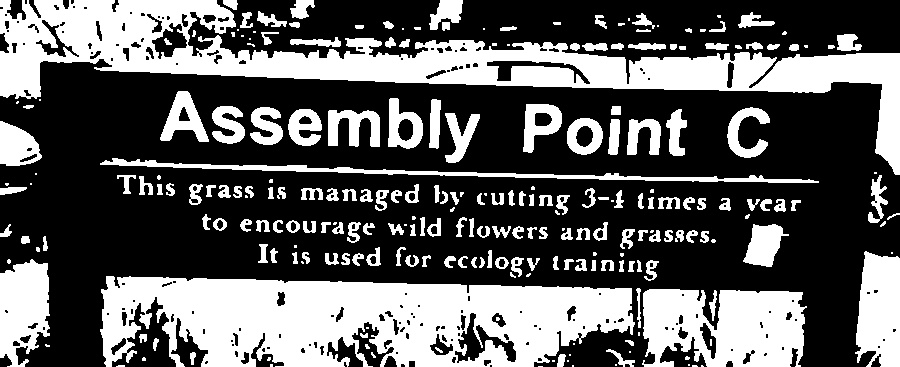 Assembly Point C
This grass is managed by cutting 3-4 times a year
to encourage wild flowers and grasses.
It is used for ecology training